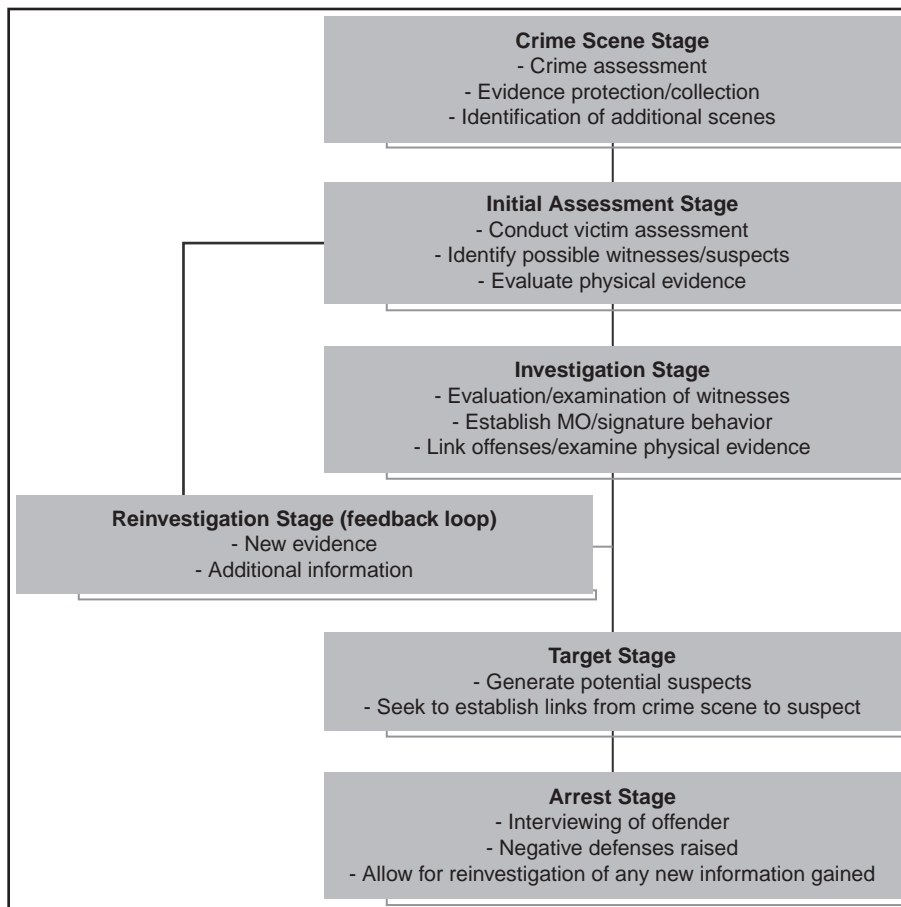 Crime Scene Stage
- Crime assessment
- Evidence protection/collection
- Identification of additional scenes
Initial Assessment Stage
- Conduct victim assessment
- Identify possible witnesses/suspects
- Evaluate physical evidence
Investigation Stage
- Evaluation/examination of witnesses
- Establish MO/signature behavior
- Link offenses/examine physical evidence
Reinvestigation Stage (feedback loop)
- New evidence
- Additional information
Target Stage
- Generate potential suspects
- Seek to establish links from crime scene to suspect
Arrest Stage
- Interviewing of offender
- Negative defenses raised
- Allow for reinvestigation of any new information gained